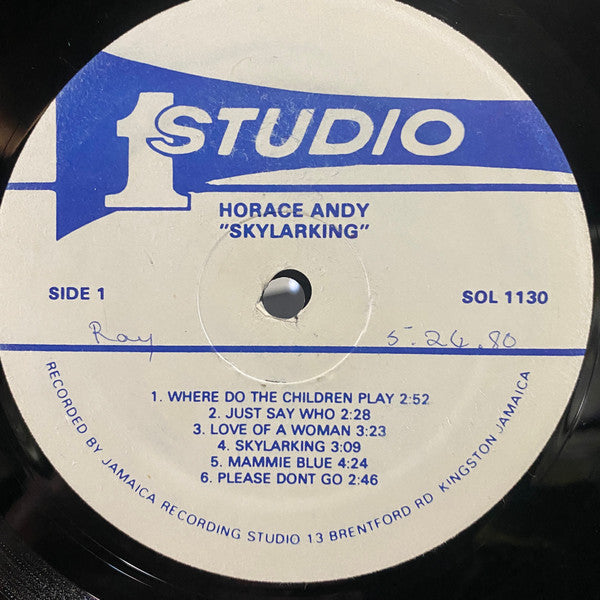 1 STUDIO
HORACE ANDY
"SKYLARKING"
SIDE 1
SOL 1130
Ray
5.24.80
1. WHERE DO THE CHILDREN PLAY 2:52
2. JUST SAY WHO 2:28
3. LOVE OF A WOMAN 3:23
4. SKYLARKING 3:09
5. MAMMIE BLUE 4:24
6. PLEASE DONT GO 2:46
RECORDED BY JAMAICA RECORDING STUDIO 13 BRENTFORD RD KINGSTON JAMAICA